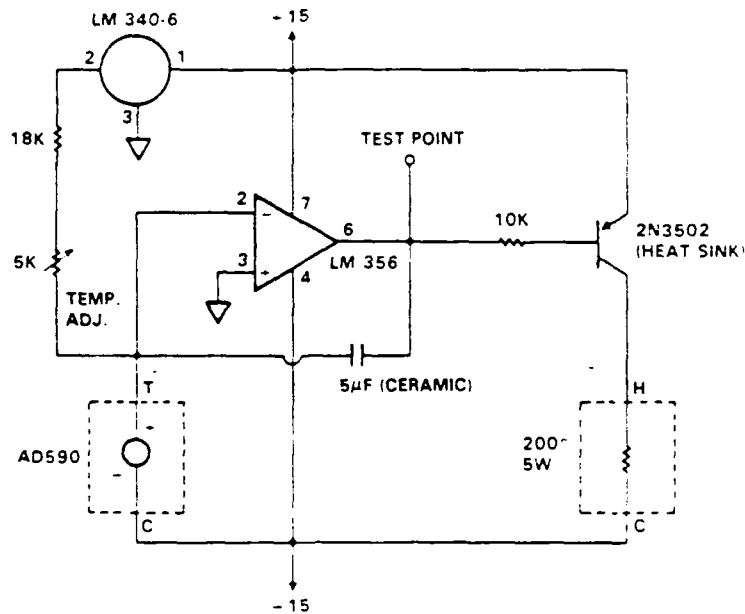 LM 340-6
- 15
2
1
3
18K
TEST POINT
2
7
6
10K
2N3502
(HEAT SINK)
3
4
LM 356
5K
TEMP.
ADJ.
5µF (CERAMIC)
T
H
AD590
+
-
200
5W
C
C
- 15